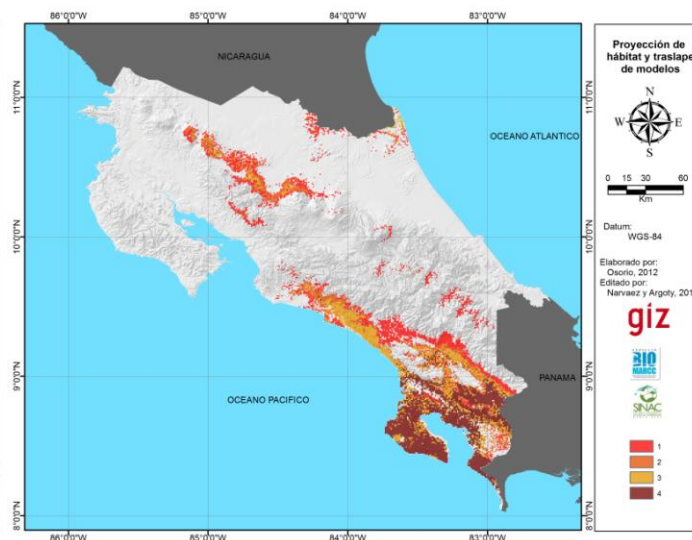 86°0'0"W
85°0'0"W
84°0'0"W
83°0'0"W
NICARAGUA
11°0'0"N
OCEANO ATLANTICO
10°0'0"N
9°0'0"N
PANAMA
OCEANO PACIFICO
8°0'0"N
86°0'0"W
85°0'0"W
84°0'0"W
83°0'0"W
Proyección de
hábitat y traslape
de modelos
N
W E
S
0 15 30 60
Km
Datum:
WGS-84
Elaborado por:
Osorio, 2012
Editado por:
Narvaez y Argoty, 201
giz
BIO
MARCC
SINAC
1
2
3
4